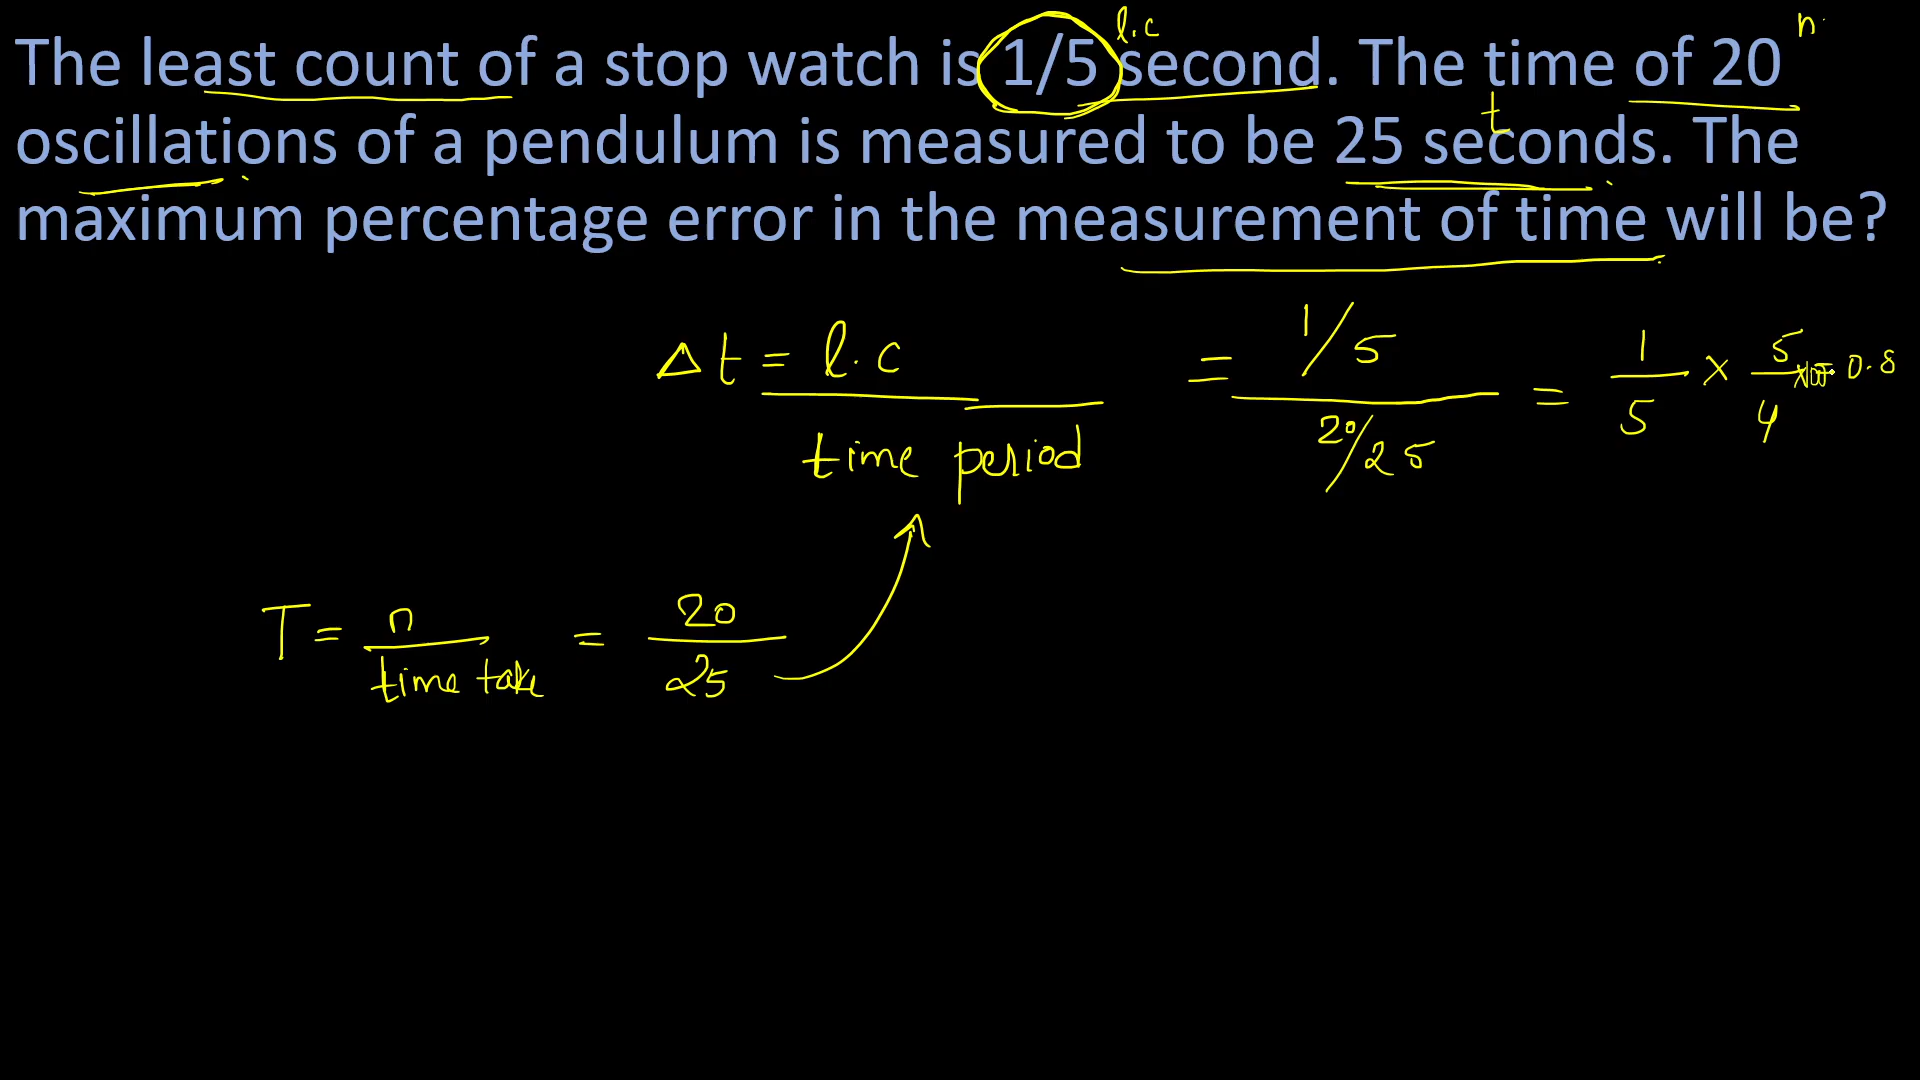 l.c n.
The least count of a stop watch is 1/5 second. The time of 20
t
oscillations of a pendulum is measured to be 25 seconds. The
maximum percentage error in the measurement of time will be?
Δt = l.c / time period = 1/5 / 20/25 = 1/5 × 5/4 ×100 0.8
T = n / time take = 20 / 25